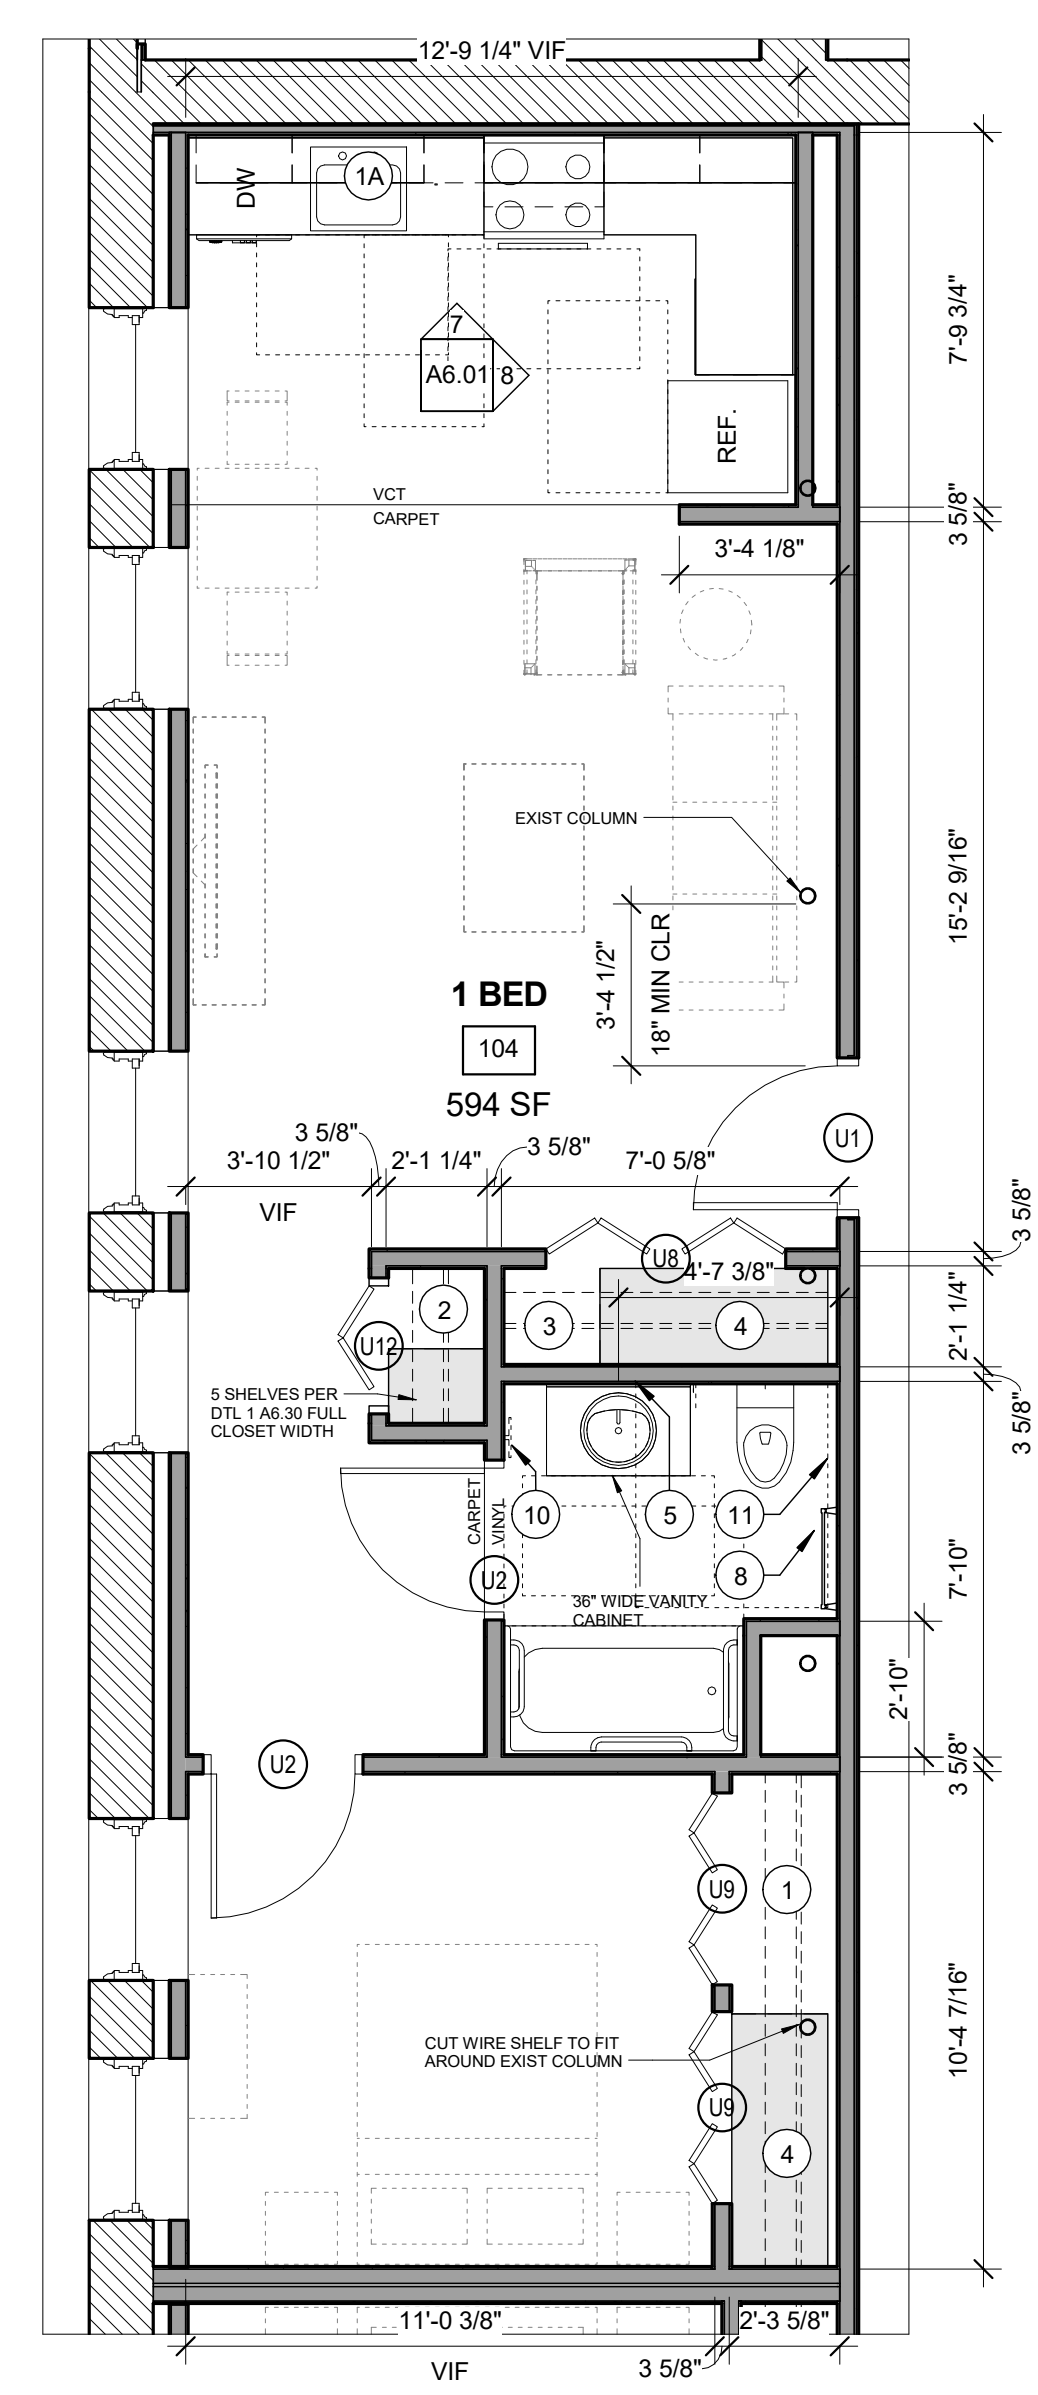 12'-9 1/4" VIF
DW
1A
7
A6.01
8
REF.
7'-9 3/4"
VCT
CARPET
3 5/8"
3'-4 1/8"
EXIST COLUMN
15'-2 9/16"
3'-4 1/2"
18" MIN CLR
1 BED
104
594 SF
U1
3 5/8"
3'-10 1/2"
2'-1 1/4"
3 5/8"
7'-0 5/8"
VIF
3 5/8"
U8
4'-7 3/8"
2
3
4
2'-1 1/4"
U12
5 SHELVES PER
DTL 1 A6.30 FULL
CLOSET WIDTH
3 5/8"
CARPET
VINYL
10
5
11
8
U2
36" WIDE VANITY
CABINET
7'-10"
2'-10"
U2
3 5/8"
U9
1
CUT WIRE SHELF TO FIT
AROUND EXIST COLUMN
10'-4 7/16"
U9
4
11'-0 3/8"
2'-3 5/8"
VIF
3 5/8"